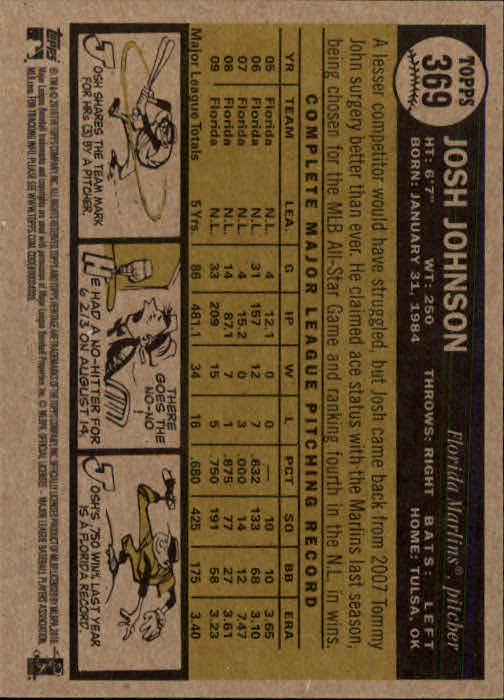 TOPPS
369
JOSH JOHNSON
Florida Marlins® pitcher
HT: 6'7" WT: 250 THROWS: RIGHT BATS: LEFT
BORN: JANUARY 31, 1984 HOME: TULSA, OK
A lesser competitor would have struggled, but Josh came back from 2007 Tommy
John surgery better than ever. He claimed ace status with the Marlins last season,
being chosen for the MLB All-Star Game and ranking fourth in the N.L. in wins.
COMPLETE MAJOR LEAGUE PITCHING RECORD
YR TEAM LEA. G IP W L PCT SO BB ERA
05 Florida N.L. 4 12.1 0 0 — 10 10 3.65
06 Florida N.L. 31 157 12 7 .632 133 68 3.10
07 Florida N.L. 4 15.2 0 3 .000 14 12 7.47
08 Florida N.L. 14 87.1 7 1 .875 77 27 3.61
09 Florida N.L. 33 209 15 5 .750 191 58 3.23
Major League Totals 5 Yrs. 86 481.1 34 16 .680 425 175 3.40
JOSH SHARES THE TEAM MARK
FOR HRs (3) BY A PITCHER.
THERE
GOES THE
NO-NO!
HE HAD A NO-HITTER FOR
6 2/3 ON AUGUST 14.
JOSH'S .750 WIN% LAST YEAR
IS A FLORIDA RECORD.
TOPPS